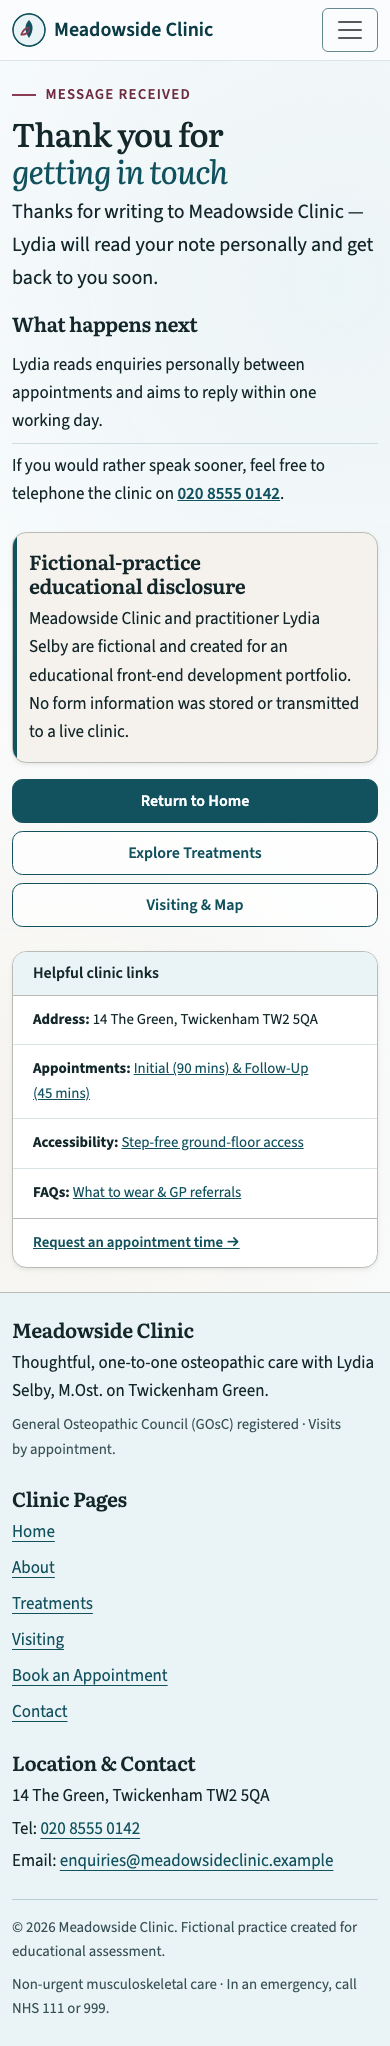 Meadowside Clinic
MESSAGE RECEIVED
Thank you for
getting in touch
Thanks for writing to Meadowside Clinic —
Lydia will read your note personally and get
back to you soon.
What happens next
Lydia reads enquiries personally between
appointments and aims to reply within one
working day.
If you would rather speak sooner, feel free to
telephone the clinic on 020 8555 0142.
Fictional-practice
educational disclosure
Meadowside Clinic and practitioner Lydia
Selby are fictional and created for an
educational front-end development portfolio.
No form information was stored or transmitted
to a live clinic.
Return to Home
Explore Treatments
Visiting & Map
Helpful clinic links
Address: 14 The Green, Twickenham TW2 5QA
Appointments: Initial (90 mins) & Follow-Up
(45 mins)
Accessibility: Step-free ground-floor access
FAQs: What to wear & GP referrals
Request an appointment time →
Meadowside Clinic
Thoughtful, one-to-one osteopathic care with Lydia
Selby, M.Ost. on Twickenham Green.
General Osteopathic Council (GOsC) registered · Visits
by appointment.
Clinic Pages
Home
About
Treatments
Visiting
Book an Appointment
Contact
Location & Contact
14 The Green, Twickenham TW2 5QA
Tel: 020 8555 0142
Email: enquiries@meadowsideclinic.example
© 2026 Meadowside Clinic. Fictional practice created for
educational assessment.
Non-urgent musculoskeletal care · In an emergency, call
NHS 111 or 999.